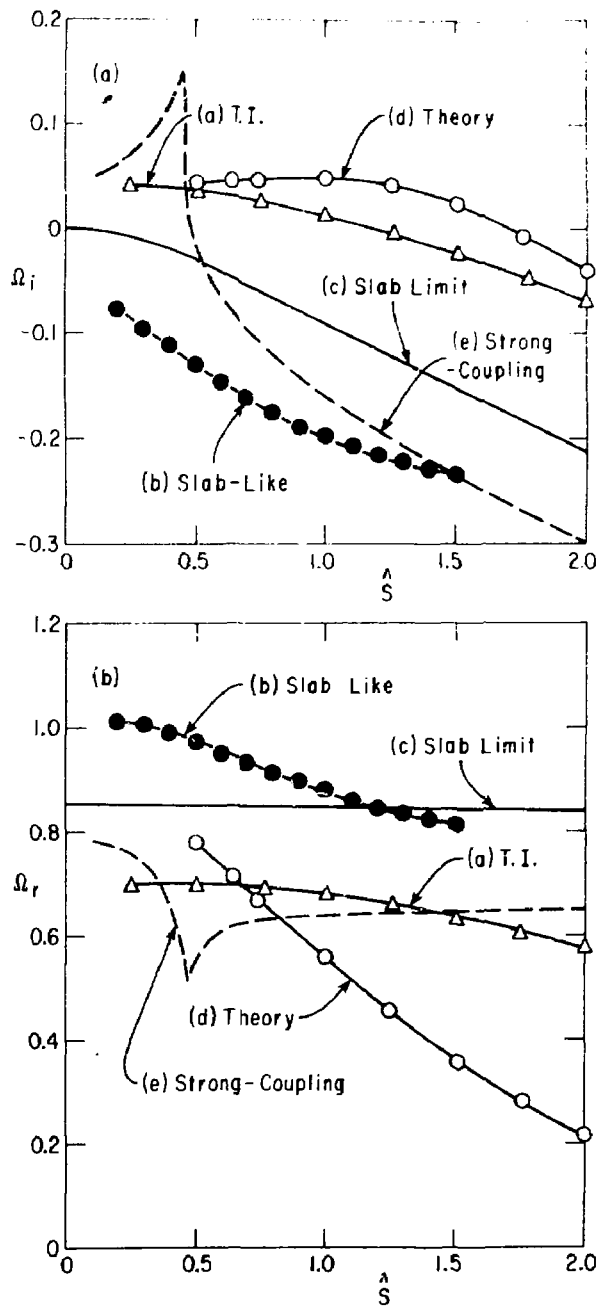 0.2
(a)
(a) T.I.
(d) Theory
0.1
0
Ωi
(c) Slab Limit
-0.1
(e) Strong
-Coupling
-0.2
(b) Slab-Like
-0.3
0
0.5
1.0
1.5
2.0
Ŝ
1.2
(b)
(b) Slab Like
1.0
(c) Slab Limit
0.8
(a) T.I.
Ωr
0.6
(d) Theory
0.4
(e) Strong-Coupling
0.2
0
0
0.5
1.0
1.5
2.0
Ŝ